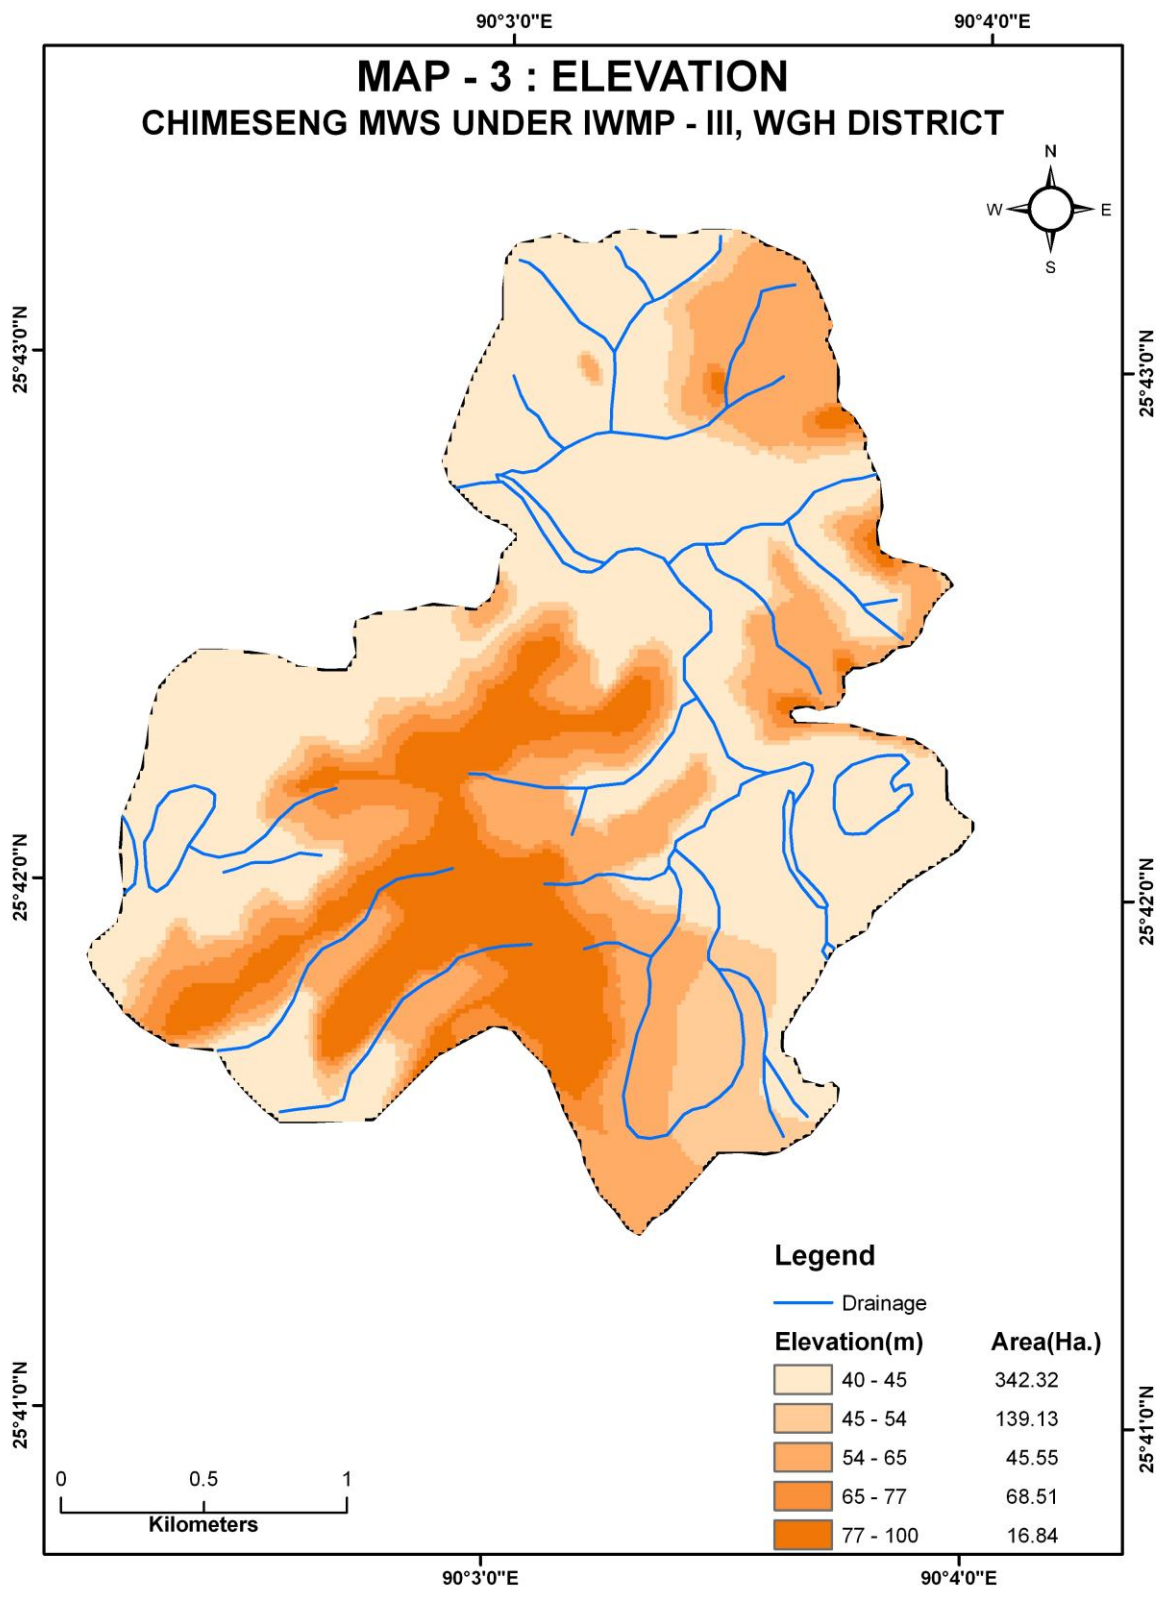 90°3'0"E 90°4'0"E
MAP - 3 : ELEVATION
CHIMESENG MWS UNDER IWMP - III, WGH DISTRICT
N
W E
S
25°43'0"N 25°43'0"N
25°42'0"N 25°42'0"N
Legend
Drainage
Elevation(m) Area(Ha.)
40 - 45 342.32
45 - 54 139.13
54 - 65 45.55
65 - 77 68.51
77 - 100 16.84
25°41'0"N 25°41'0"N
0 0.5 1
Kilometers
90°3'0"E 90°4'0"E